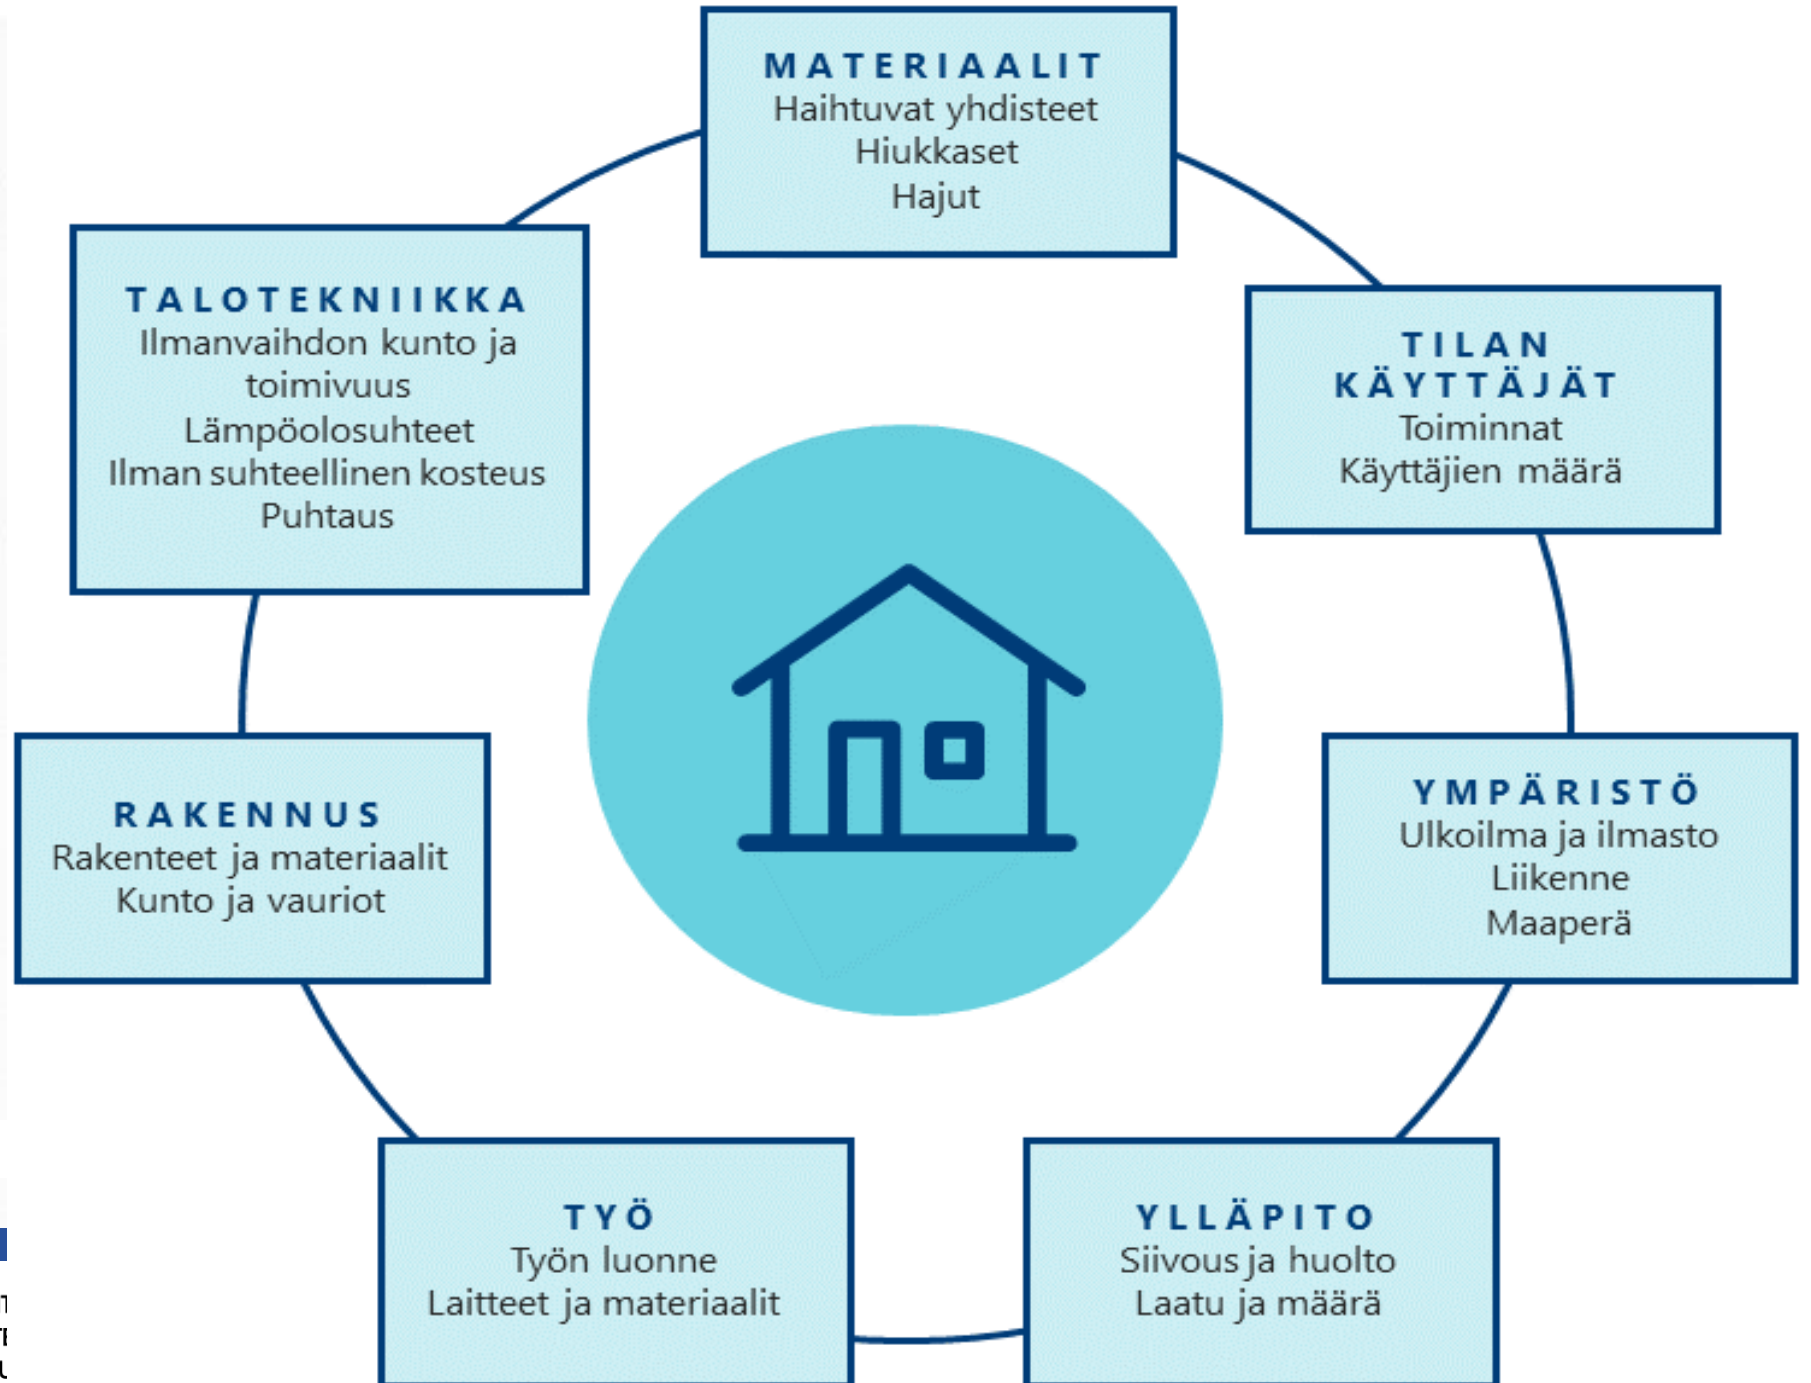 MATERIAALIT
Haihtuvat yhdisteet
Hiukkaset
Hajut
TILAN
KÄYTTÄJÄT
Toiminnat
Käyttäjien määrä
YMPÄRISTÖ
Ulkoilma ja ilmasto
Liikenne
Maaperä
YLLÄPITO
Siivous ja huolto
Laatu ja määrä
TYÖ
Työn luonne
Laitteet ja materiaalit
RAKENNUS
Rakenteet ja materiaalit
Kunto ja vauriot
TALOTEKNIIKKA
Ilmanvaihdon kunto ja
toimivuus
Lämpöolosuhteet
Ilman suhteellinen kosteus
Puhtaus